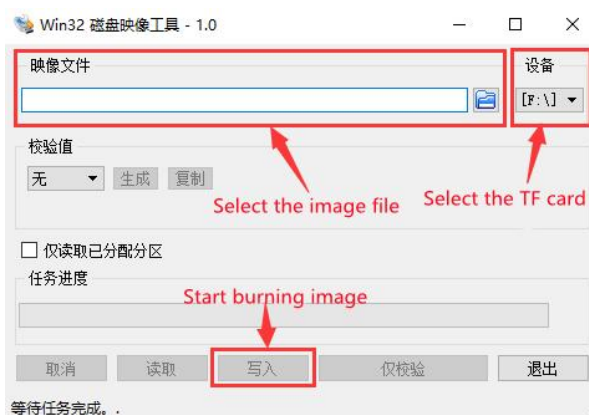 Win32 磁盘映像工具 - 1.0
映像文件
设备
[F:\]
校验值
无
生成
复制
Select the image file
Select the TF card
仅读取已分配分区
任务进度
Start burning image
取消
读取
写入
仅校验
退出
等待任务完成。.